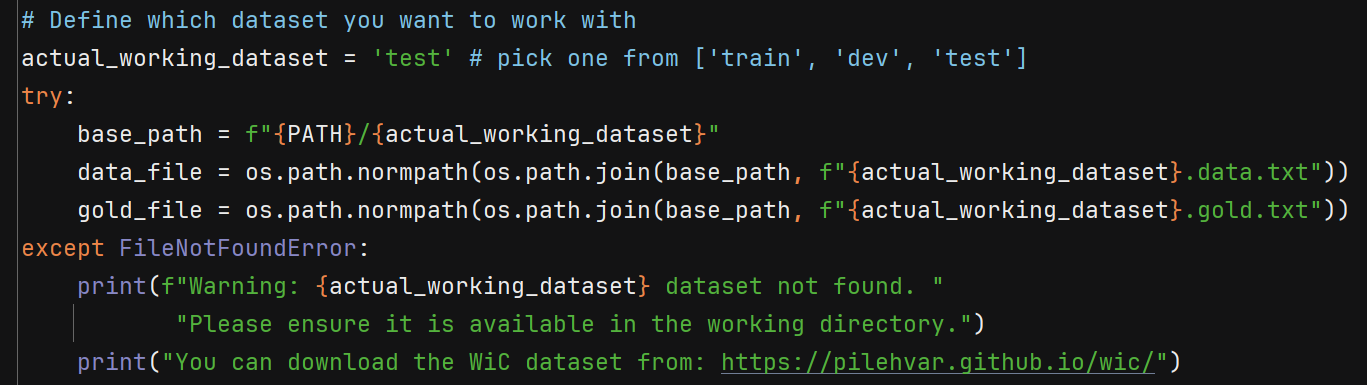 # Define which dataset you want to work with
actual_working_dataset = 'test' # pick one from ['train', 'dev', 'test']
try:
    base_path = f"{PATH}/{actual_working_dataset}"
    data_file = os.path.normpath(os.path.join(base_path, f"{actual_working_dataset}.data.txt"))
    gold_file = os.path.normpath(os.path.join(base_path, f"{actual_working_dataset}.gold.txt"))
except FileNotFoundError:
    print(f"Warning: {actual_working_dataset} dataset not found. "
           "Please ensure it is available in the working directory.")
    print("You can download the WiC dataset from: https://pilehvar.github.io/wic/")